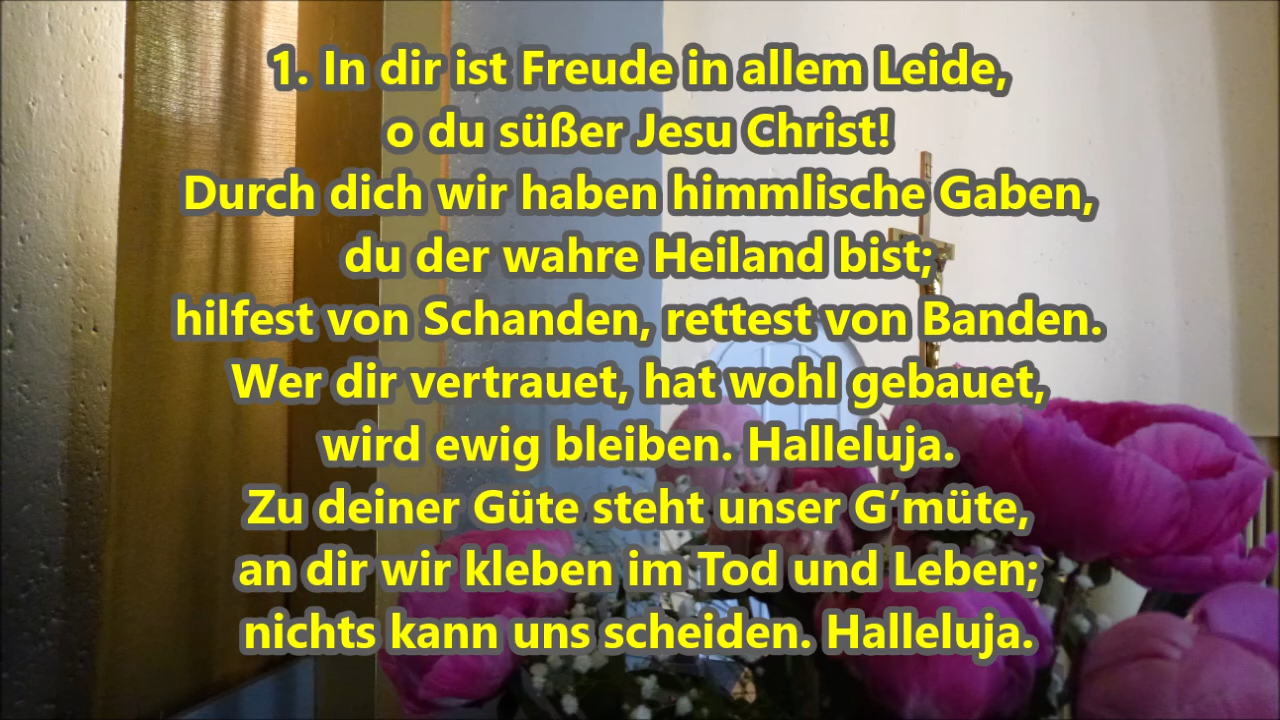 1. In dir ist Freude in allem Leide,
o du süßer Jesu Christ!
Durch dich wir haben himmlische Gaben,
du der wahre Heiland bist;
hilfest von Schanden, rettest von Banden.
Wer dir vertrauet, hat wohl gebauet,
wird ewig bleiben. Halleluja.
Zu deiner Güte steht unser G’müte,
an dir wir kleben im Tod und Leben;
nichts kann uns scheiden. Halleluja.